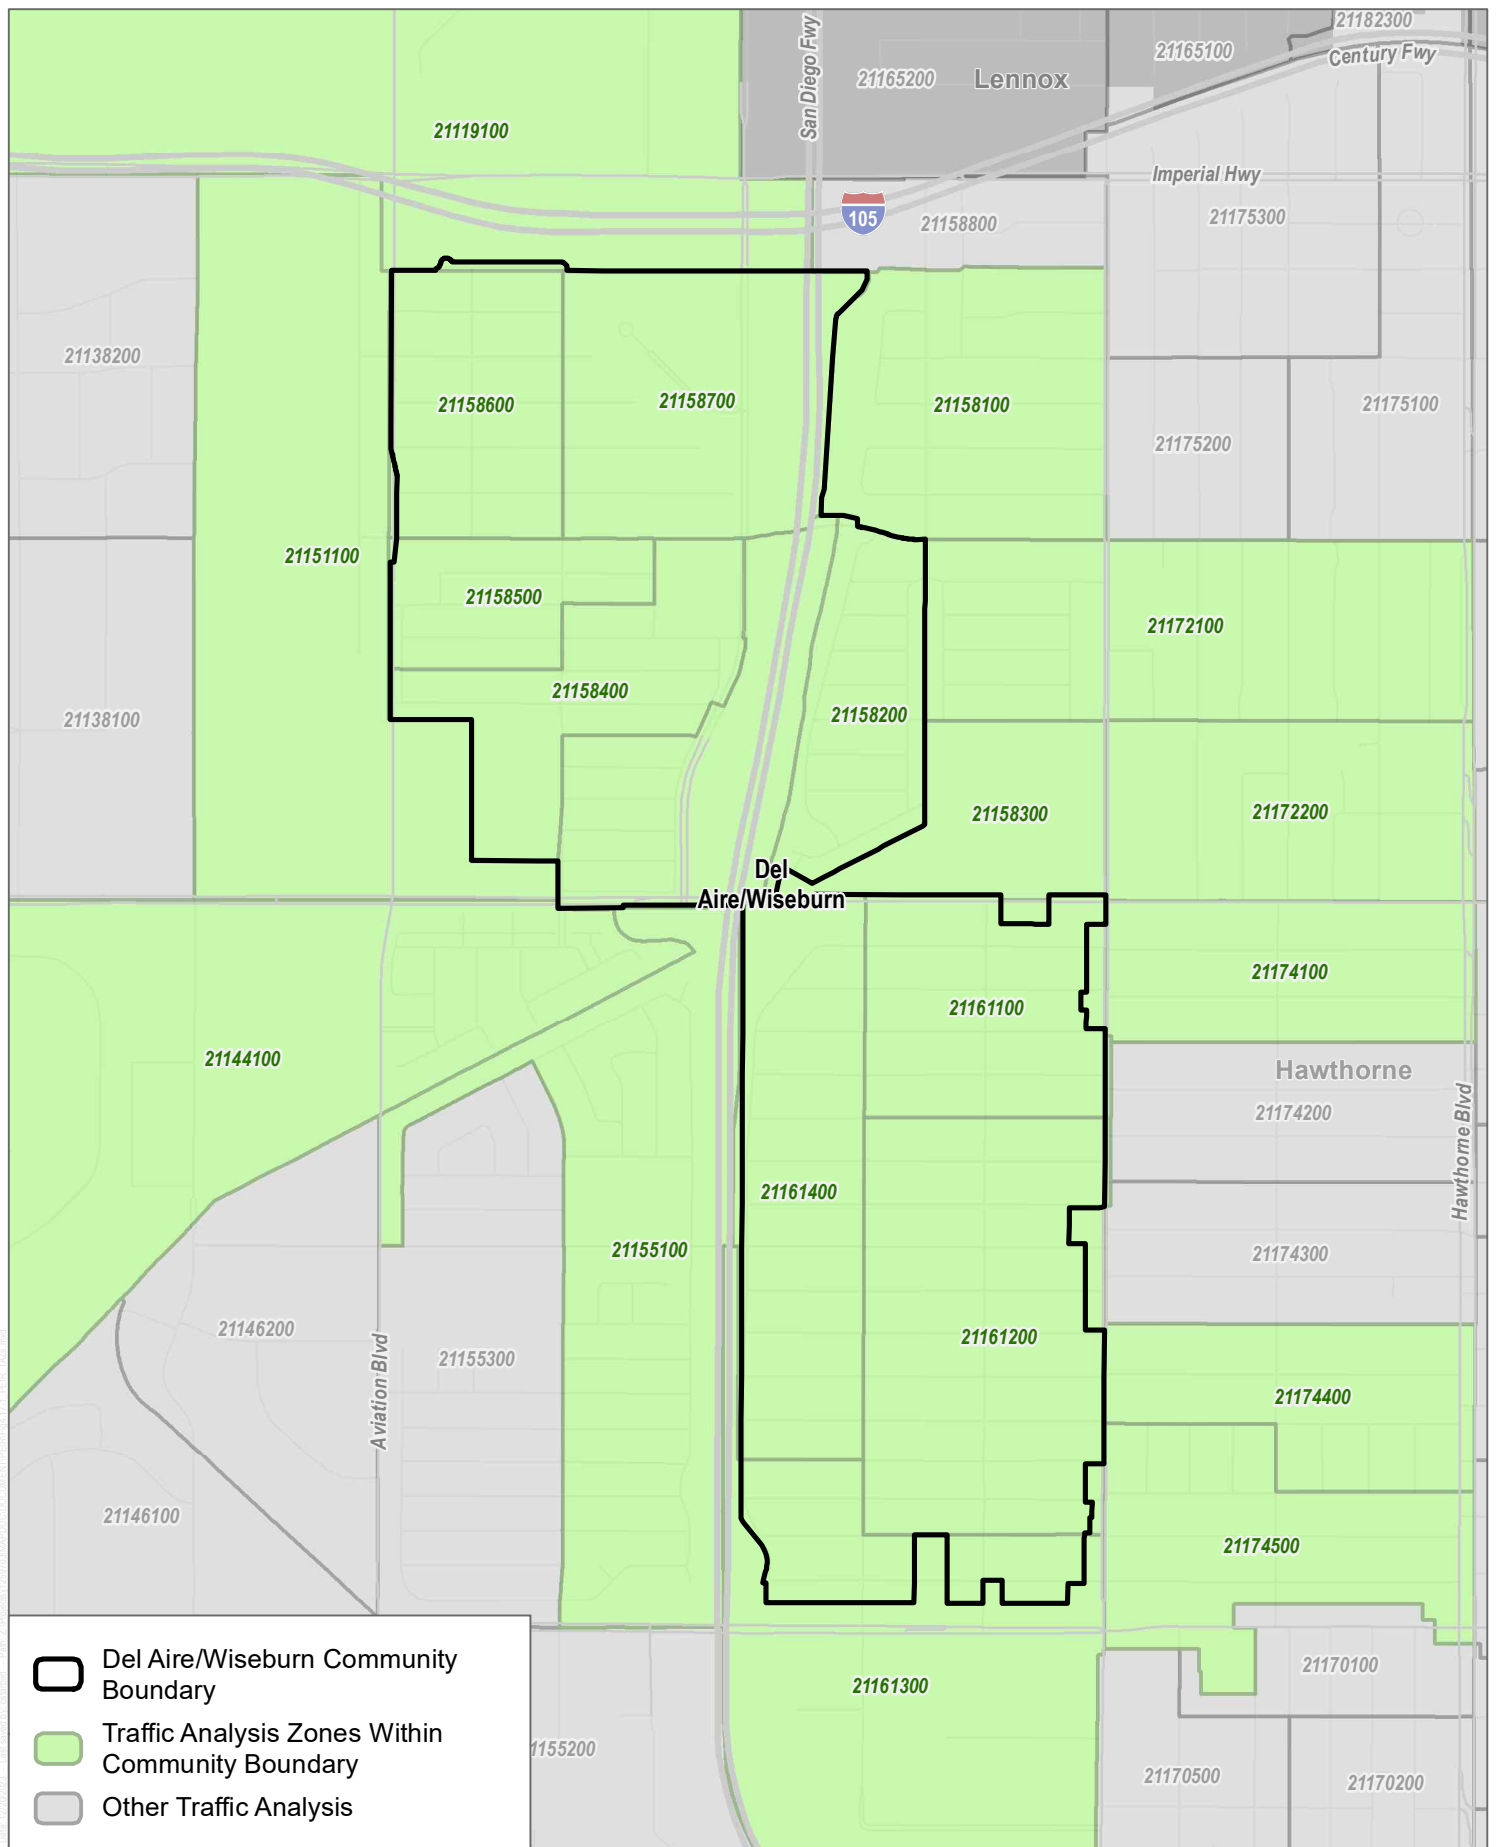 21182300
21165100
Century Fwy
San Diego Fwy
21165200
Lennox
21119100
Imperial Hwy
105
21158800
21175300
21138200
21158600
21158700
21158100
21175100
21175200
21151100
21158500
21172100
21158400
21138100
21158200
21158300
21172200
Del
Aire/Wiseburn
21174100
21161100
21144100
Hawthorne
21174200
Hawthorne Blvd
21161400
21155100
21174300
21146200
21161200
21155300
Aviation Blvd
21174400
21146100
21174500
Del Aire/Wiseburn Community
Boundary
Traffic Analysis Zones Within
Community Boundary
Other Traffic Analysis
21170100
21161300
1155200
21170500
21170200